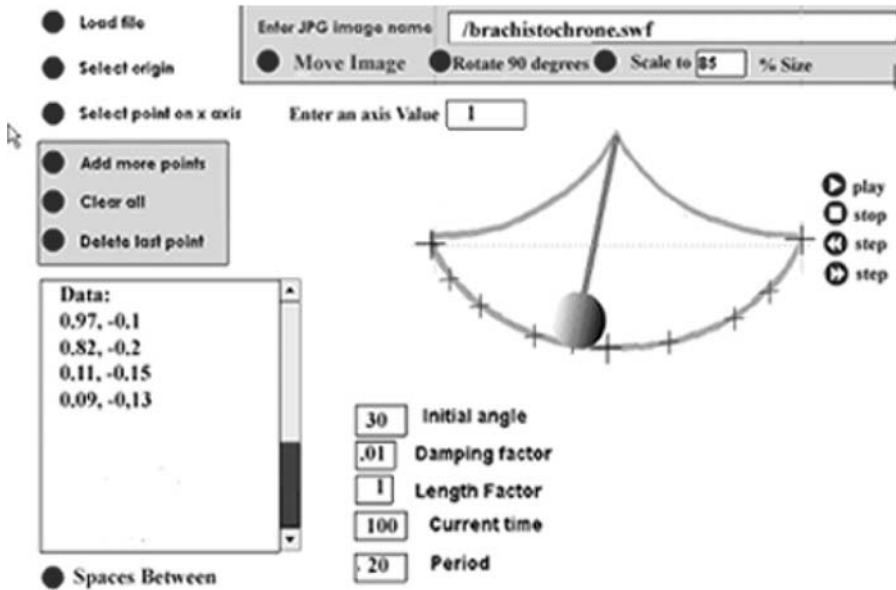 Load file
Select origin
Select point on x axis
Enter JPG image name /brachistochrone.swf
Move Image Rotate 90 degrees Scale to 85 % Size
Enter an axis Value 1
Add more points
Clear all
Delete last point
play
stop
step
step
Data:
0.97, -0.1
0.82, -0.2
0.11, -0.15
0.09, -0,13
30 Initial angle
.01 Damping factor
1 Length Factor
100 Current time
.20 Period
Spaces Between